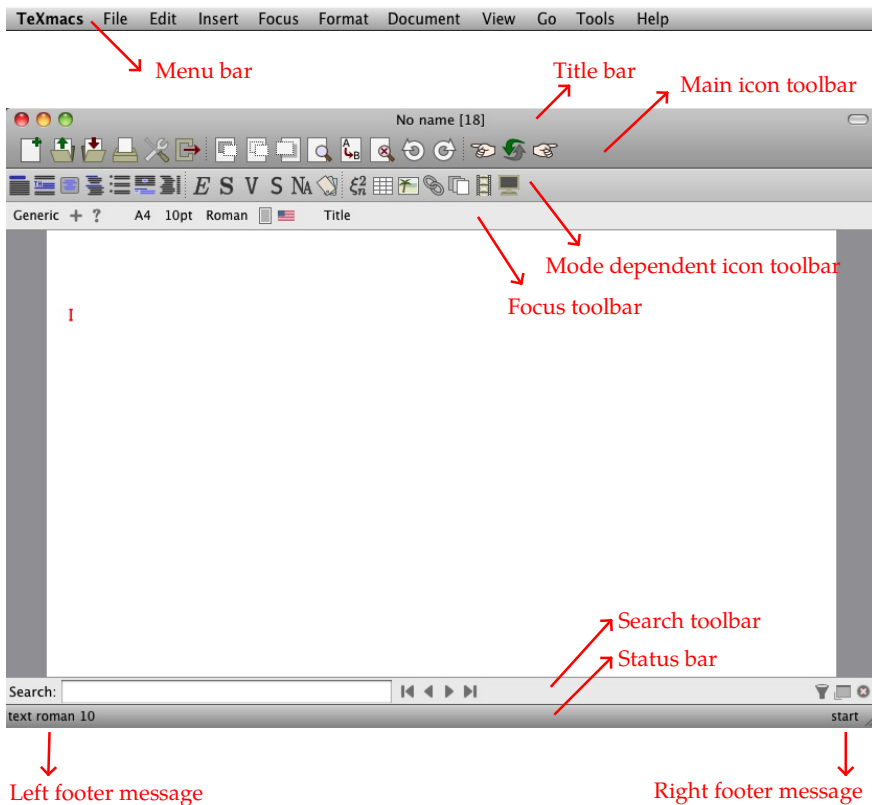 TeXmacs File Edit Insert Focus Format Document View Go Tools Help
Menu bar
Title bar
Main icon toolbar
No name [18]
A B
E S V S NA ξ2n
Generic + ? A4 10pt Roman Title
Mode dependent icon toolbar
Focus toolbar
I
Search toolbar
Status bar
Search:
text roman 10 start
Left footer message
Right footer message